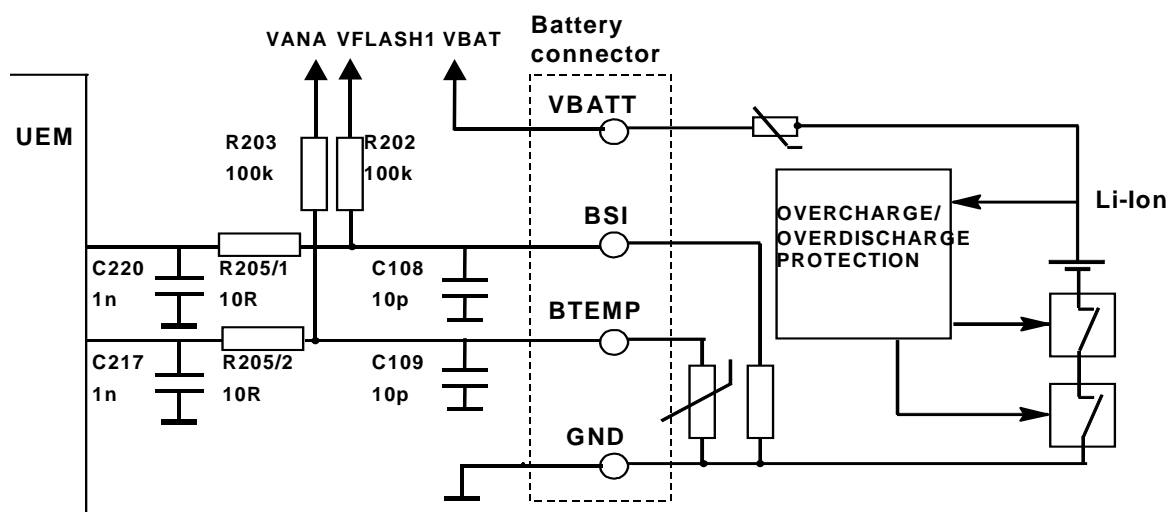 Battery
connector
VANA VFLASH1 VBAT
VBATT
UEM
R203
100k
R202
100k
BSI
Li-Ion
OVERCHARGE/
OVERDISCHARGE
PROTECTION
C220
1n
R205/1
10R
C108
10p
BTEMP
C217
1n
R205/2
10R
C109
10p
GND